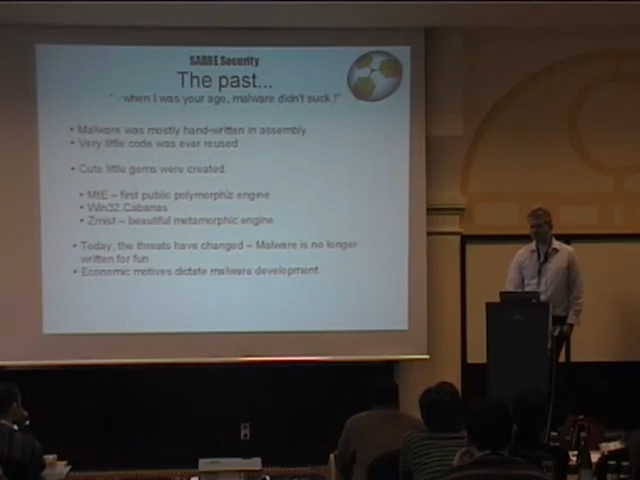 SABRE Security
The past...
"... when I was your age, malware didn't suck !"
• Malware was mostly hand-written in assembly
• Very little code was ever reused
• Cute little gems were created:
• MtE – first public polymorphic engine
• Win32.Cabanas
• Zmist – beautiful metamorphic engine
• Today, the threats have changed – Malware is no longer
written for fun
• Economic motives dictate malware development